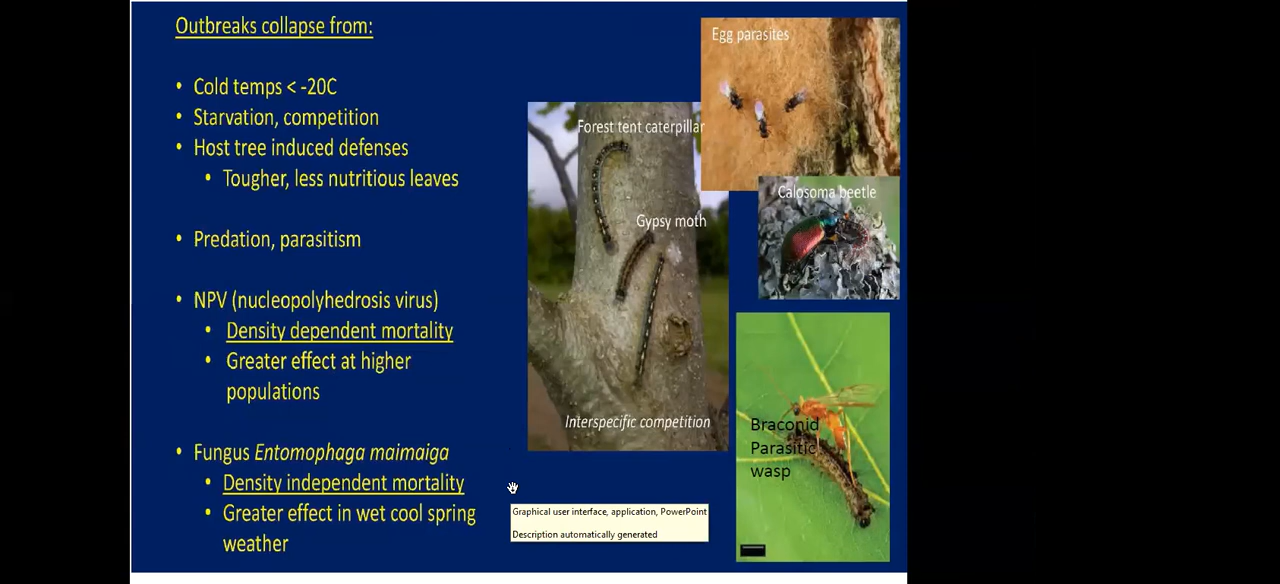 Outbreaks collapse from:
• Cold temps < -20C
• Starvation, competition
• Host tree induced defenses
• Tougher, less nutritious leaves
• Predation, parasitism
• NPV (nucleopolyhedrosis virus)
• Density dependent mortality
• Greater effect at higher
populations
• Fungus Entomophaga maimaiga
• Density independent mortality
• Greater effect in wet cool spring
weather
Forest tent caterpillar
Gypsy moth
Interspecific competition
Egg parasites
Calosoma beetle
Braconid
Parasitic
wasp
Graphical user interface, application, PowerPoint
Description automatically generated